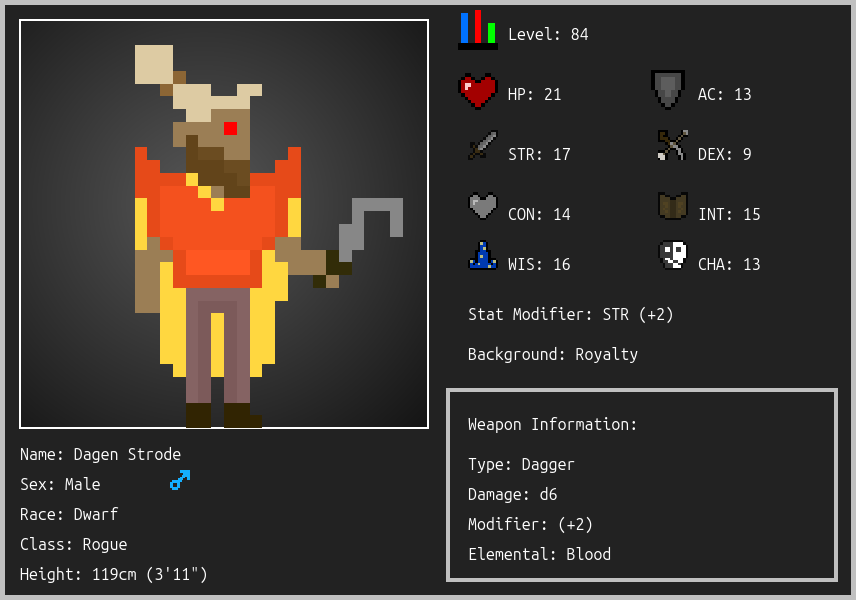 Level: 84
HP: 21
AC: 13
STR: 17
DEX: 9
CON: 14
INT: 15
WIS: 16
CHA: 13
Stat Modifier: STR (+2)
Background: Royalty
Weapon Information:
Type: Dagger
Damage: d6
Modifier: (+2)
Elemental: Blood
Name: Dagen Strode
Sex: Male
Race: Dwarf
Class: Rogue
Height: 119cm (3'11")